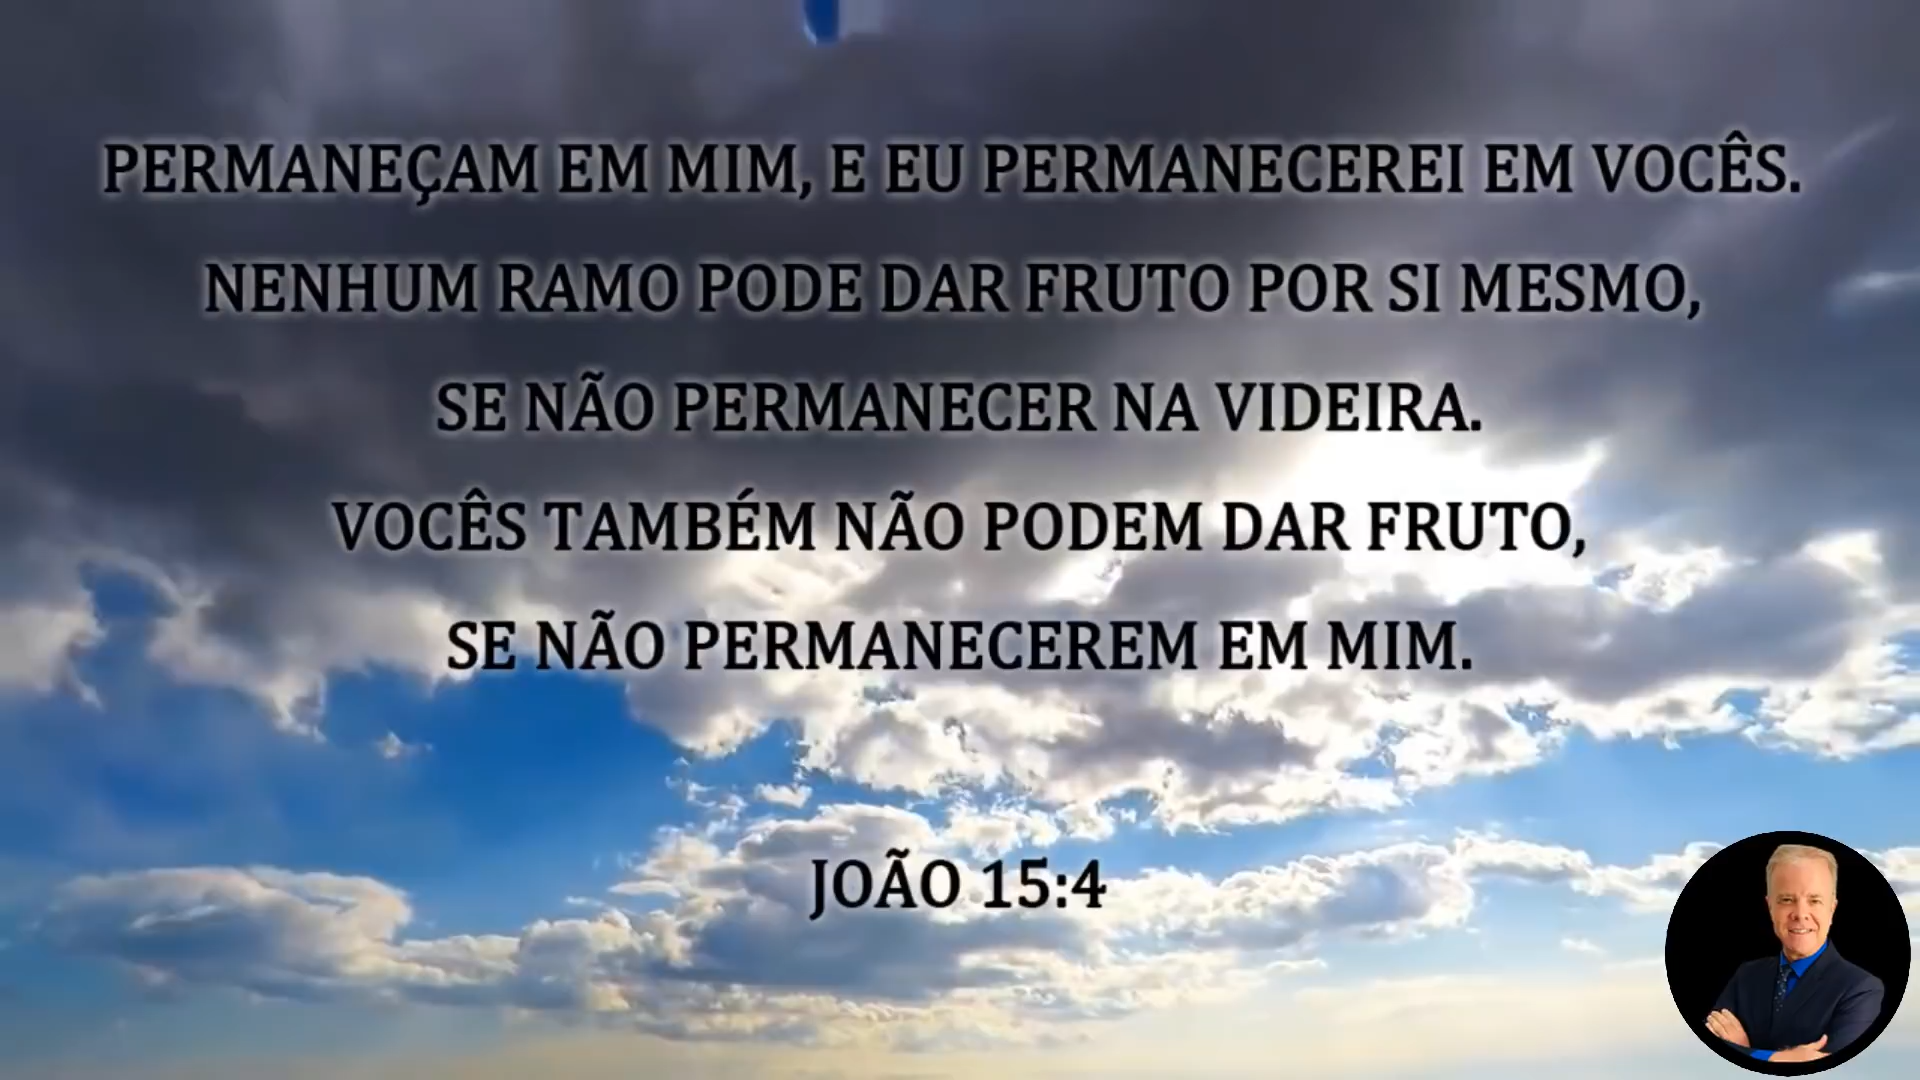 PERMANEÇAM EM MIM, E EU PERMANECEREI EM VOCÊS.
NENHUM RAMO PODE DAR FRUTO POR SI MESMO,
SE NÃO PERMANECER NA VIDEIRA.
VOCÊS TAMBÉM NÃO PODEM DAR FRUTO,
SE NÃO PERMANECEREM EM MIM.
JOÃO 15:4